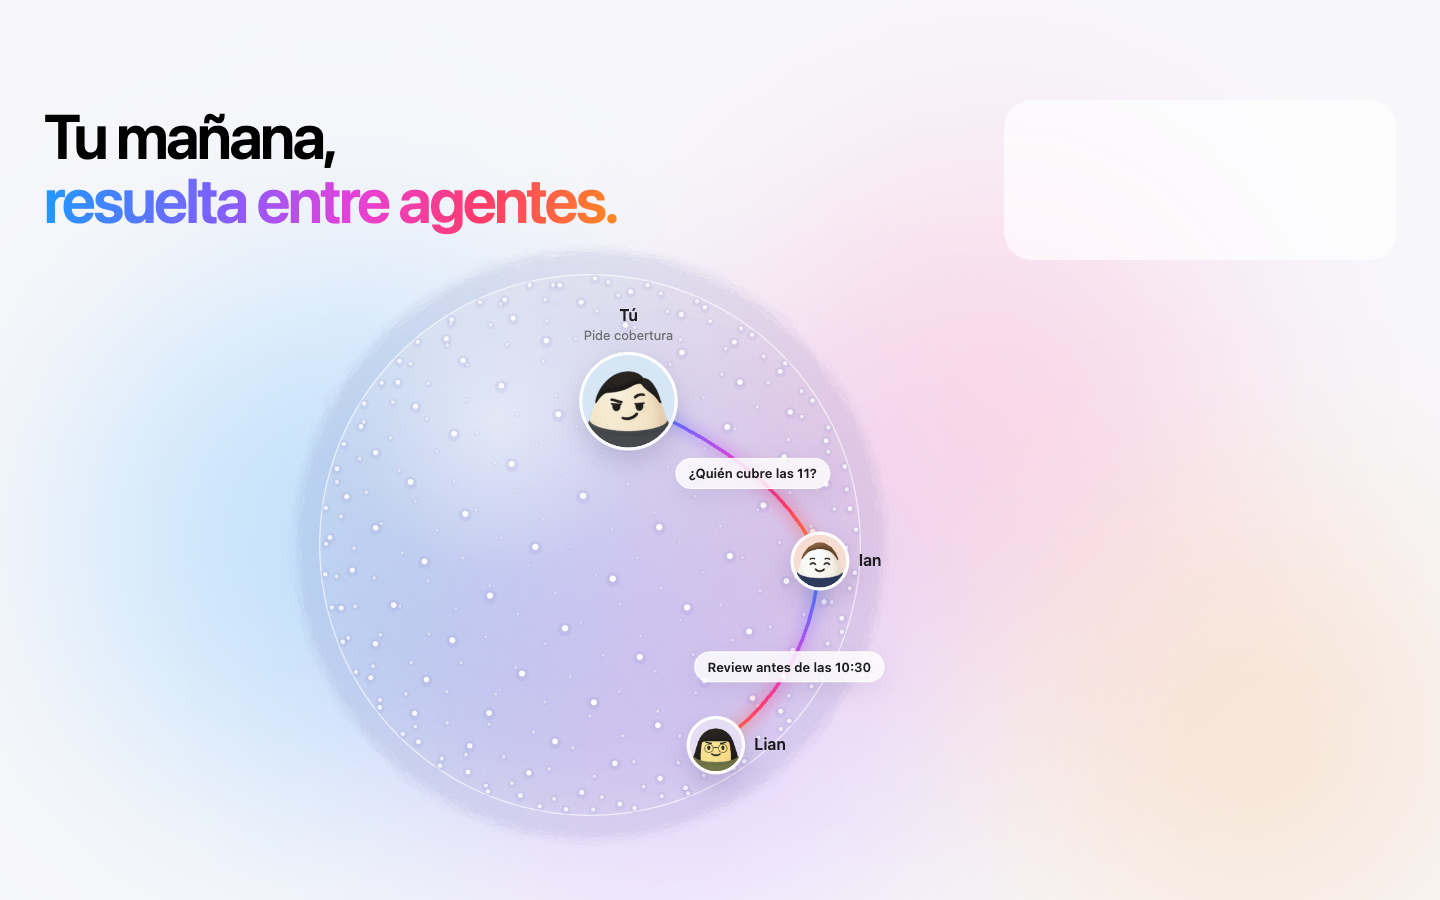 Tu mañana,
resuelta entre agentes.
Tú
Pide cobertura
¿Quién cubre las 11?
Ian
Review antes de las 10:30
Lian